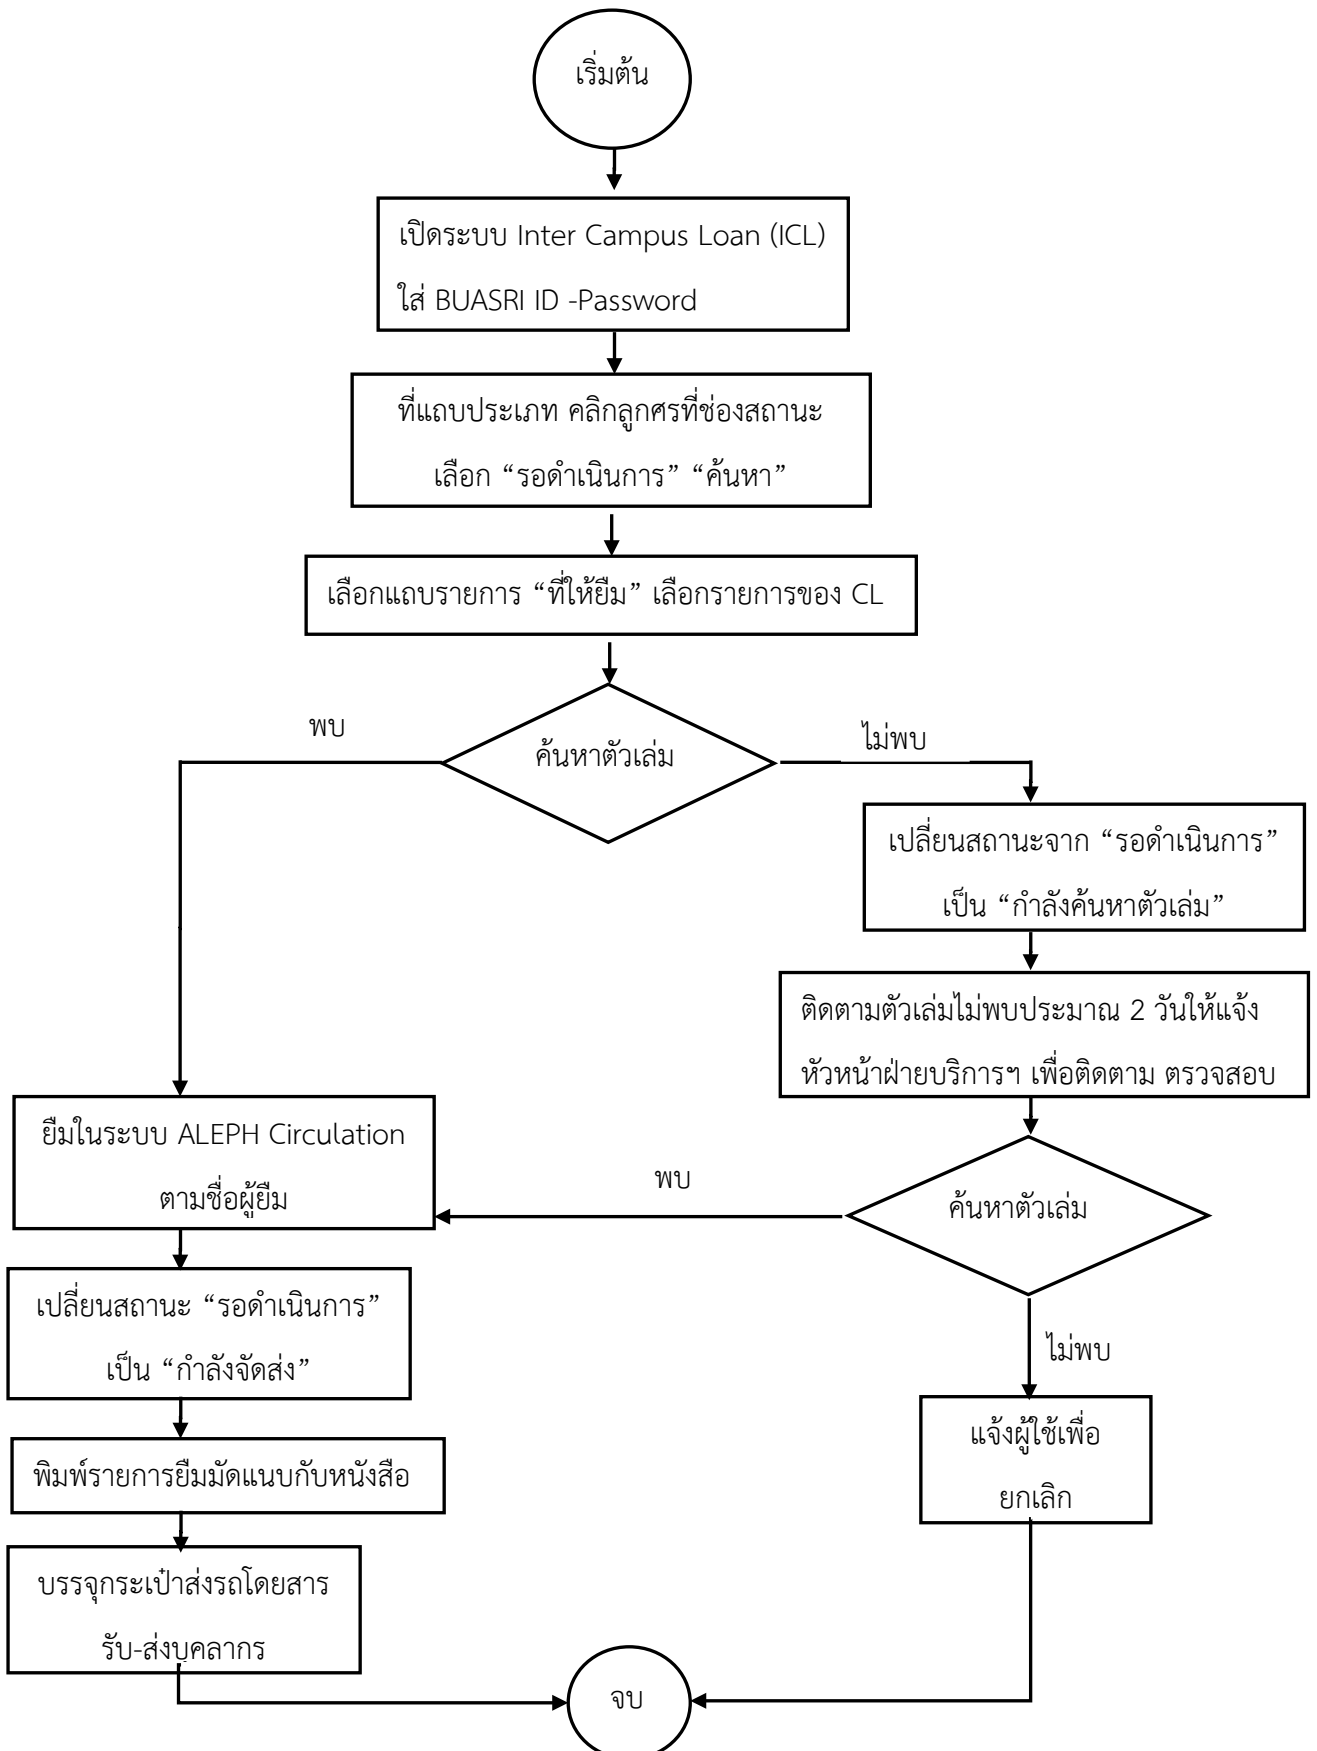 เริ่มต้น
เปิดระบบ Inter Campus Loan (ICL)
ใส่ BUASRI ID -Password
ที่แถบประเภท คลิกลูกศรที่ช่องสถานะ
เลือก “รอดำเนินการ” “ค้นหา”
เลือกแถบรายการ “ที่ให้ยืม” เลือกรายการของ CL
พบ
ค้นหาตัวเล่ม
ไม่พบ
เปลี่ยนสถานะจาก “รอดำเนินการ”
เป็น “กำลังค้นหาตัวเล่ม”
ติดตามตัวเล่มไม่พบประมาณ 2 วันให้แจ้ง
หัวหน้าฝ่ายบริการฯ เพื่อติดตาม ตรวจสอบ
ยืมในระบบ ALEPH Circulation
ตามชื่อผู้ยืม
พบ
ค้นหาตัวเล่ม
เปลี่ยนสถานะ “รอดำเนินการ”
เป็น “กำลังจัดส่ง”
ไม่พบ
แจ้งผู้ใช้เพื่อ
ยกเลิก
พิมพ์รายการยืมมัดแนบกับหนังสือ
บรรจุกระเป๋าส่งรถโดยสาร
รับ-ส่งบุคลากร
จบ